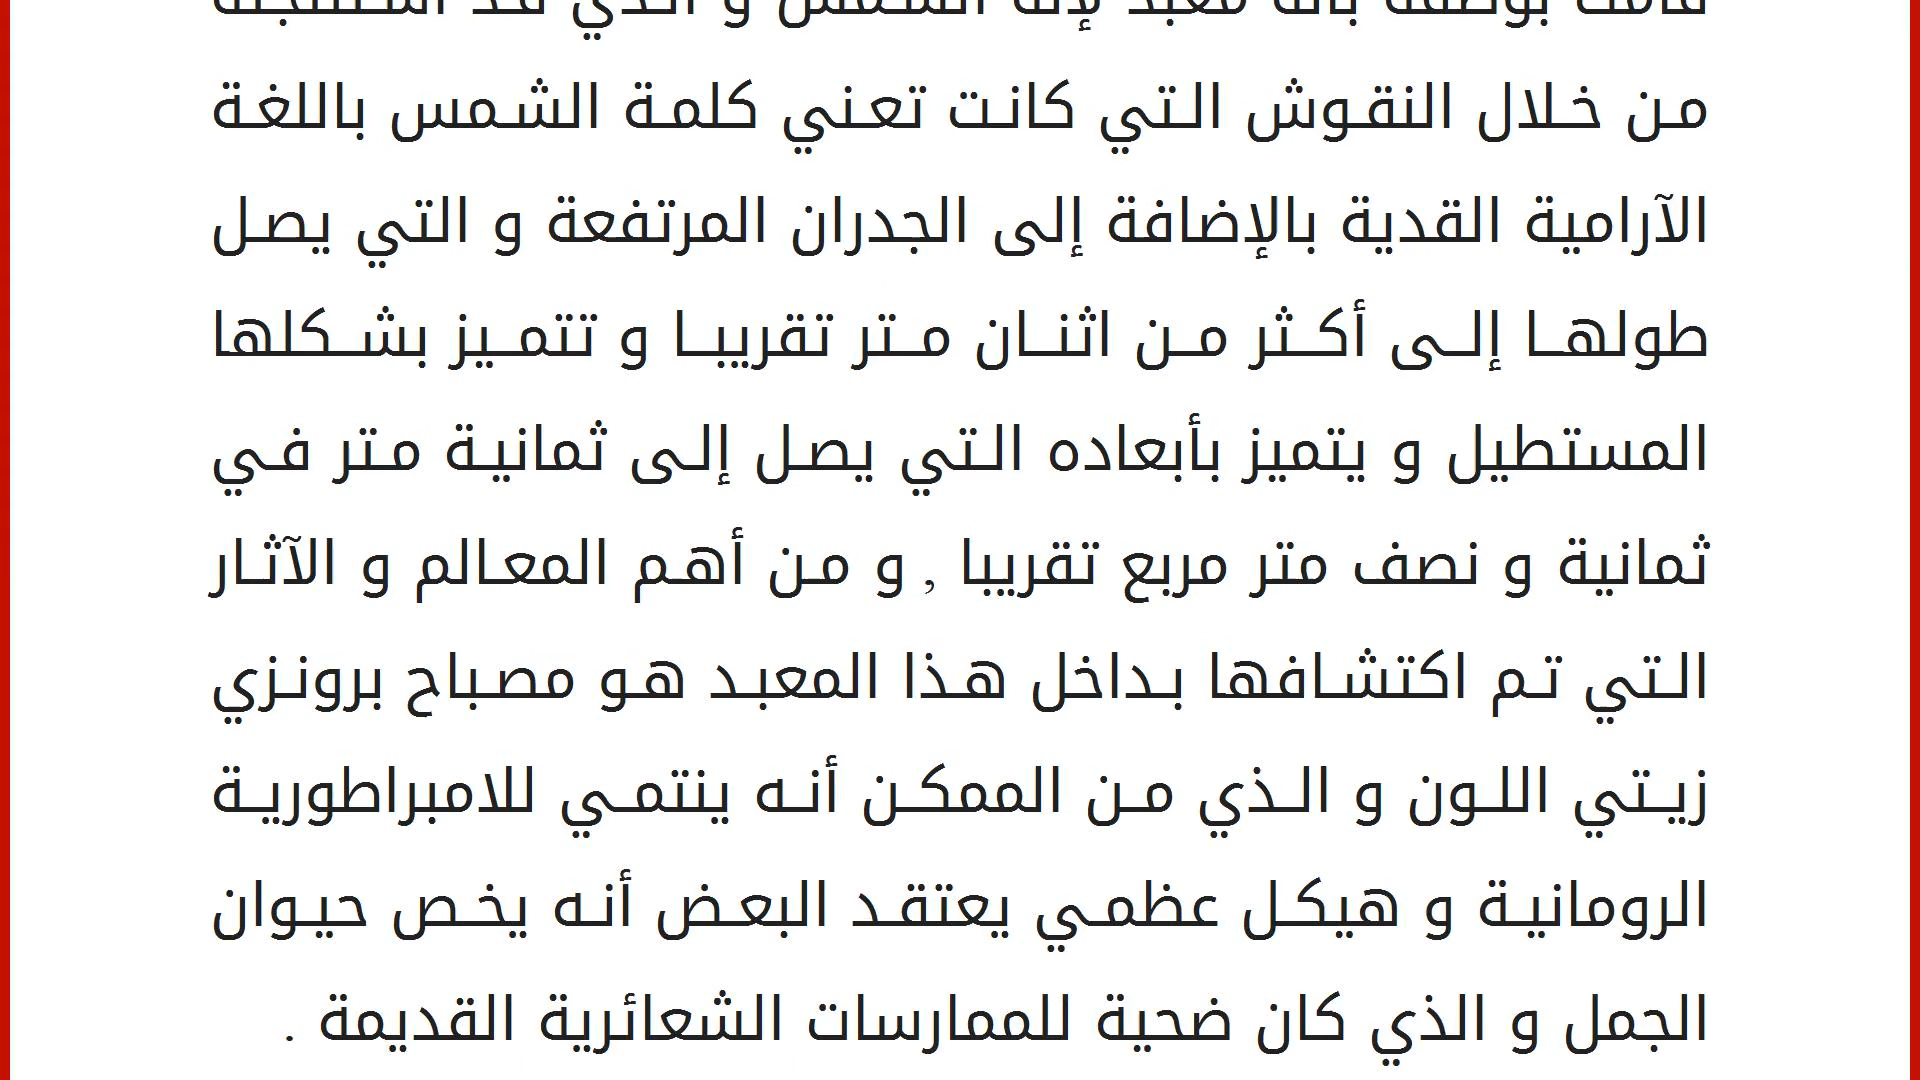 من خلال النقوش التي كانت تعني كلمة الشمس باللغة
الآرامية القدية بالإضافة إلى الجدران المرتفعة و التي يصل
طولها إلى أكثر من اثنان متر تقريبا و تتميز بشكلها
المستطيل و يتميز بأبعاده التي يصل إلى ثمانية متر في
ثمانية و نصف متر مربع تقريبا , و من أهم المعالم و الآثار
التي تم اكتشافها بداخل هذا المعبد هو مصباح برونزي
زيتي اللون و الذي من الممكن أنه ينتمي للامبراطورية
الرومانية و هيكل عظمي يعتقد البعض أنه يخص حيوان
الجمل و الذي كان ضحية للممارسات الشعائرية القديمة .